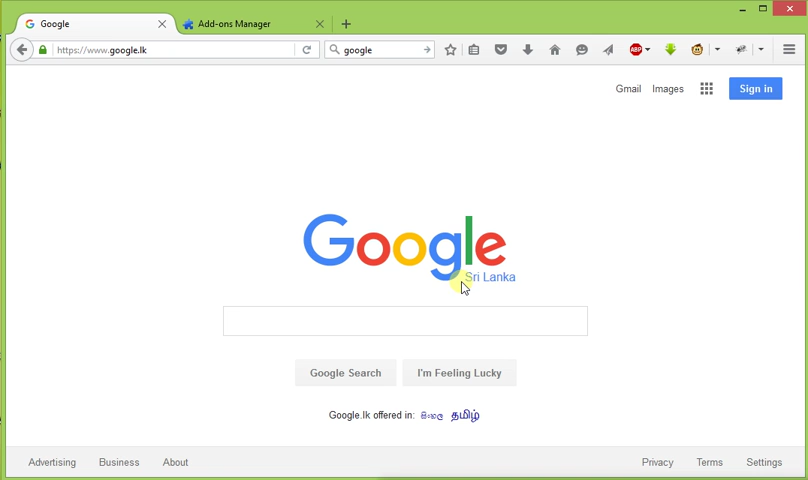 Google
Add-ons Manager
https://www.google.lk
google
ABP
Gmail Images Sign in
Google
Sri Lanka
Google Search I'm Feeling Lucky
Google.lk offered in: සිංහල தமிழ்
Advertising Business About Privacy Terms Settings